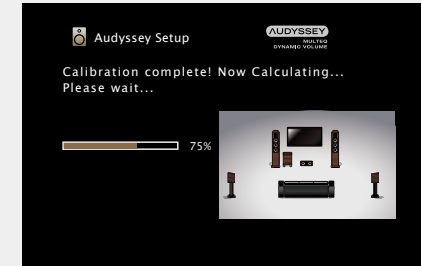 Audyssey Setup
AUDYSSEY
MULTEQ
DYNAMIC VOLUME
Calibration complete! Now Calculating...
Please wait...
75%